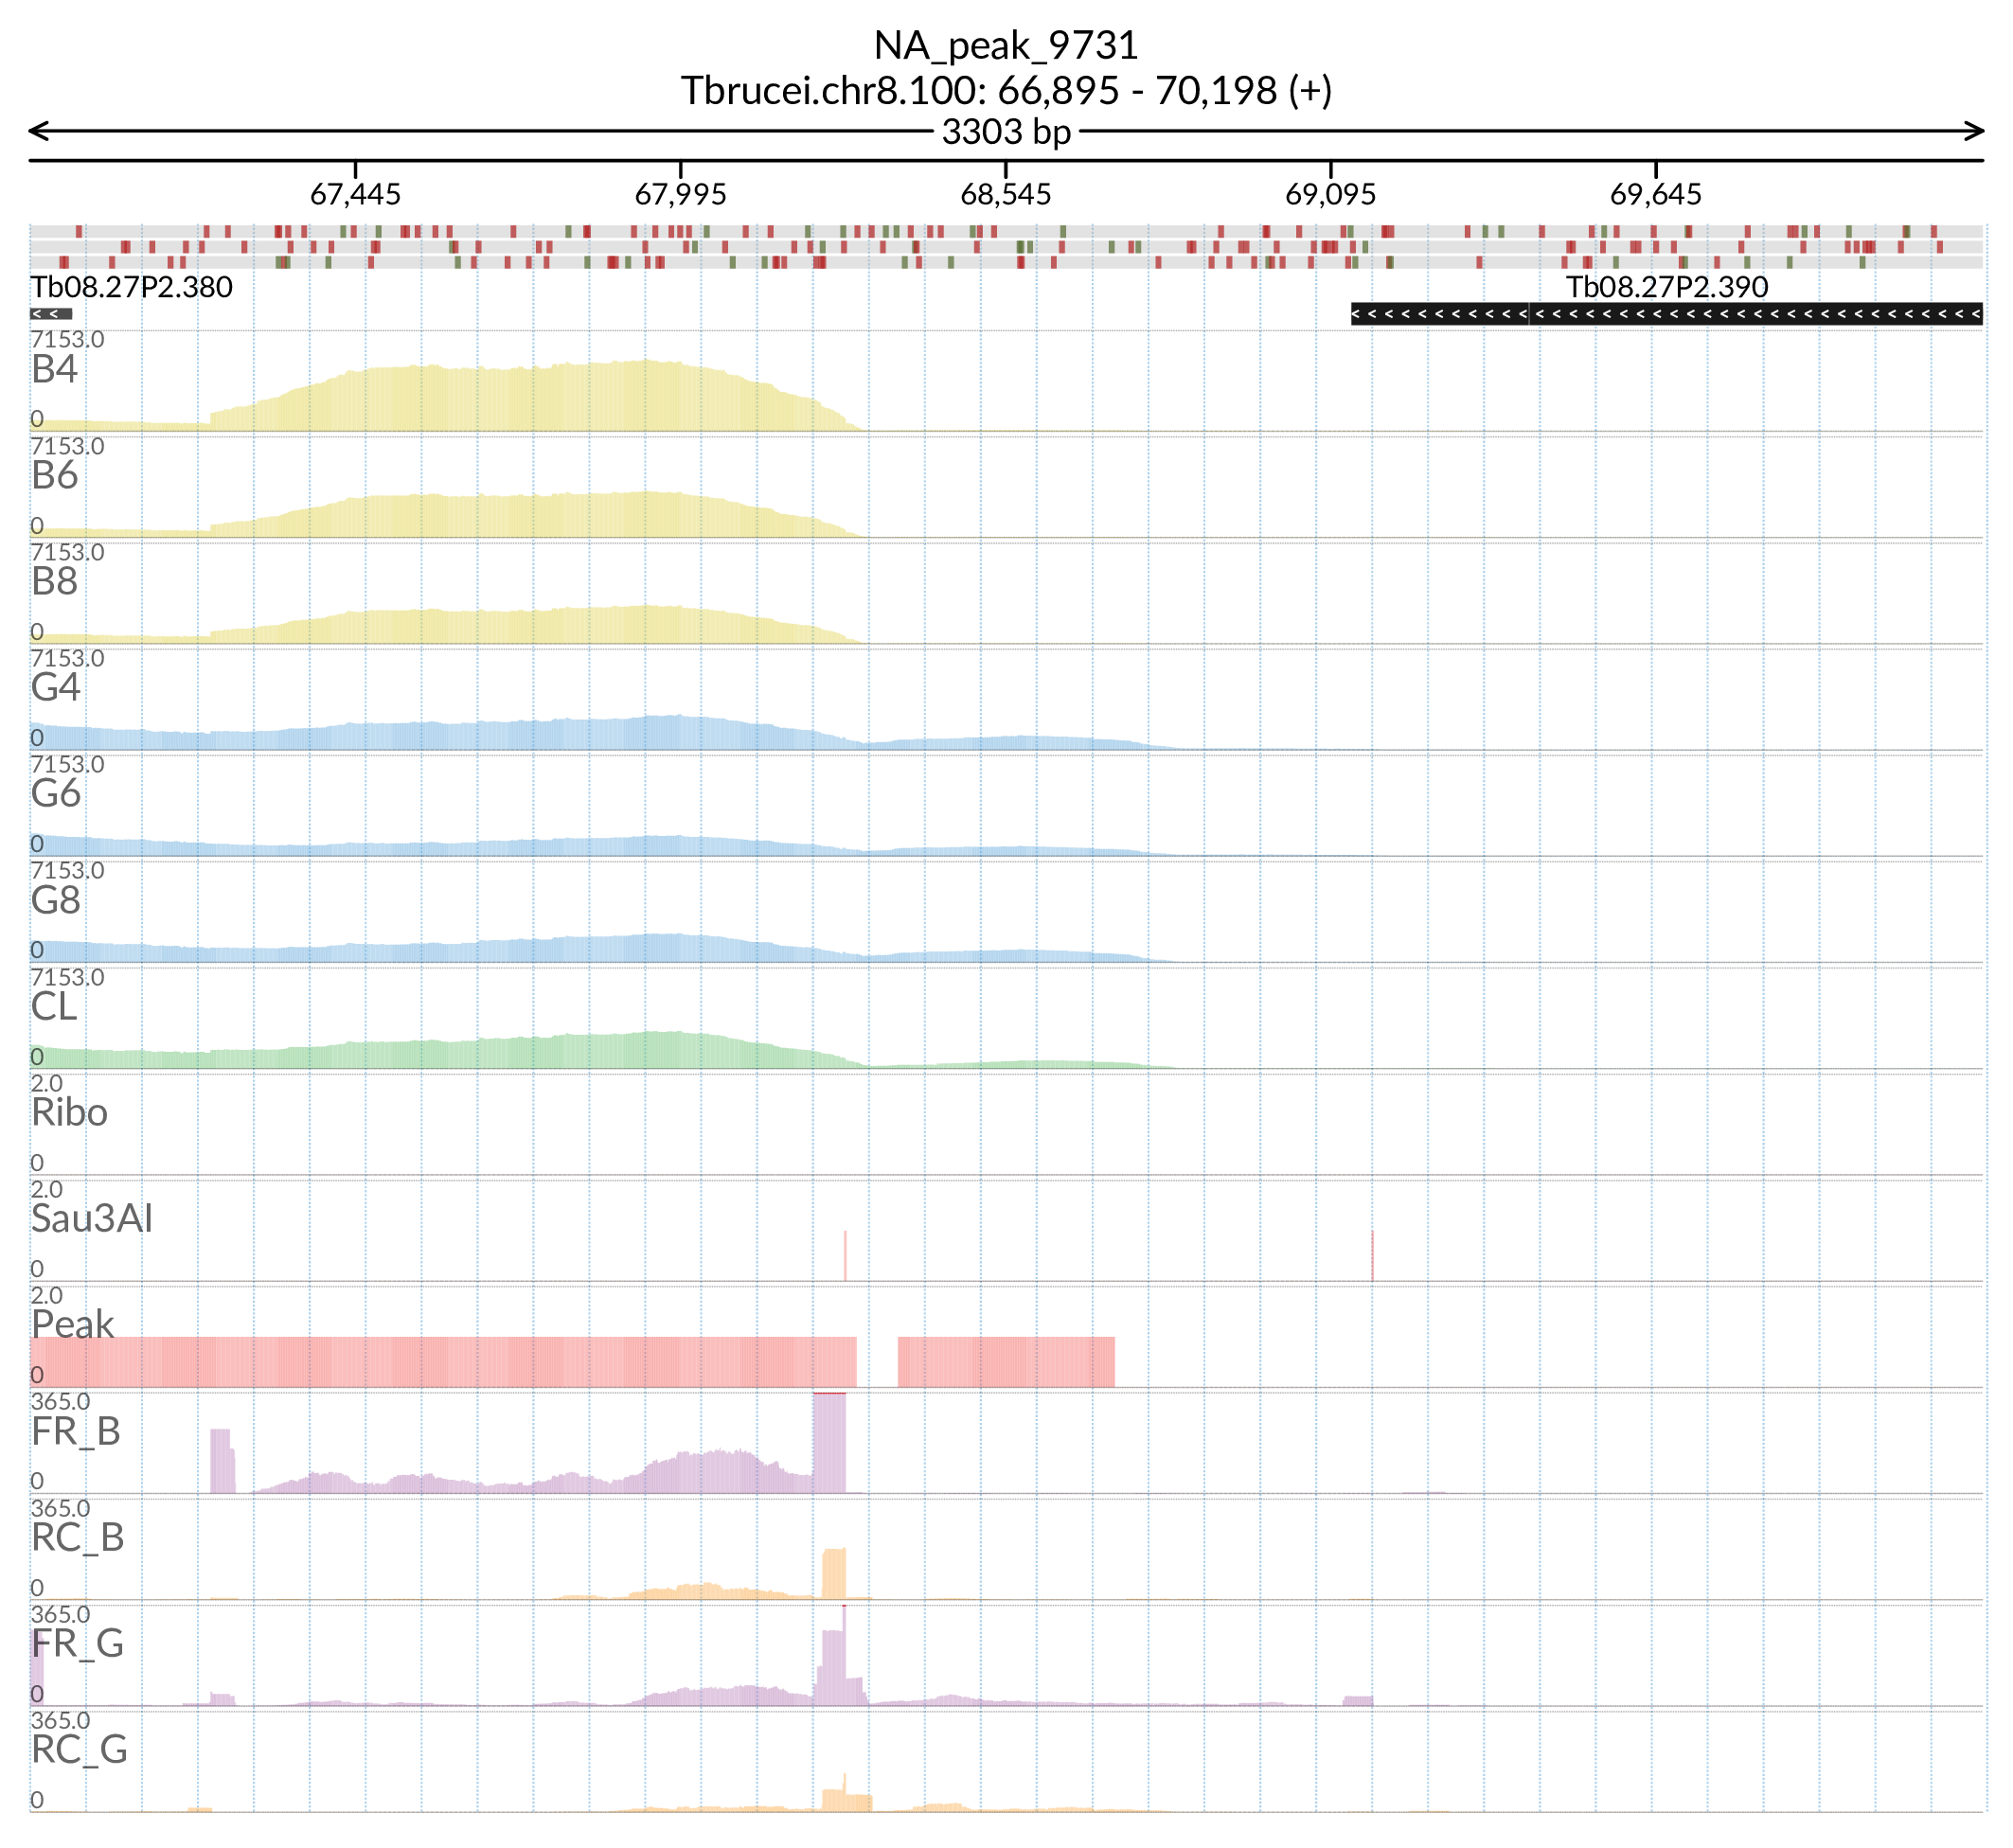 NA_peak_9731
Tbrucei.chr8.100: 66,895 - 70,198 (+)
3303 bp
67,445 67,995 68,545 69,095 69,645
Tb08.27P2.380 Tb08.27P2.390
7153.0
B4
0
7153.0
B6
0
7153.0
B8
0
7153.0
G4
0
7153.0
G6
0
7153.0
G8
0
7153.0
CL
0
2.0
Ribo
0
2.0
Sau3AI
0
2.0
Peak
0
365.0
FR_B
0
365.0
RC_B
0
365.0
FR_G
0
365.0
RC_G
0